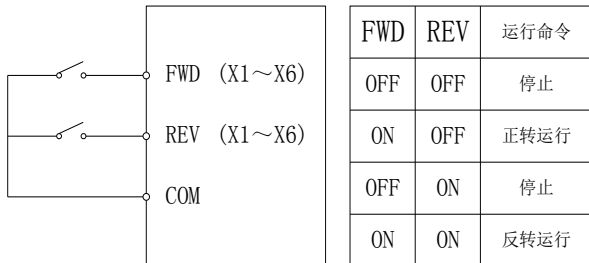 FWD (X1～X6)
REV (X1～X6)
COM
FWD REV 运行命令
OFF OFF 停止
ON OFF 正转运行
OFF ON 停止
ON ON 反转运行